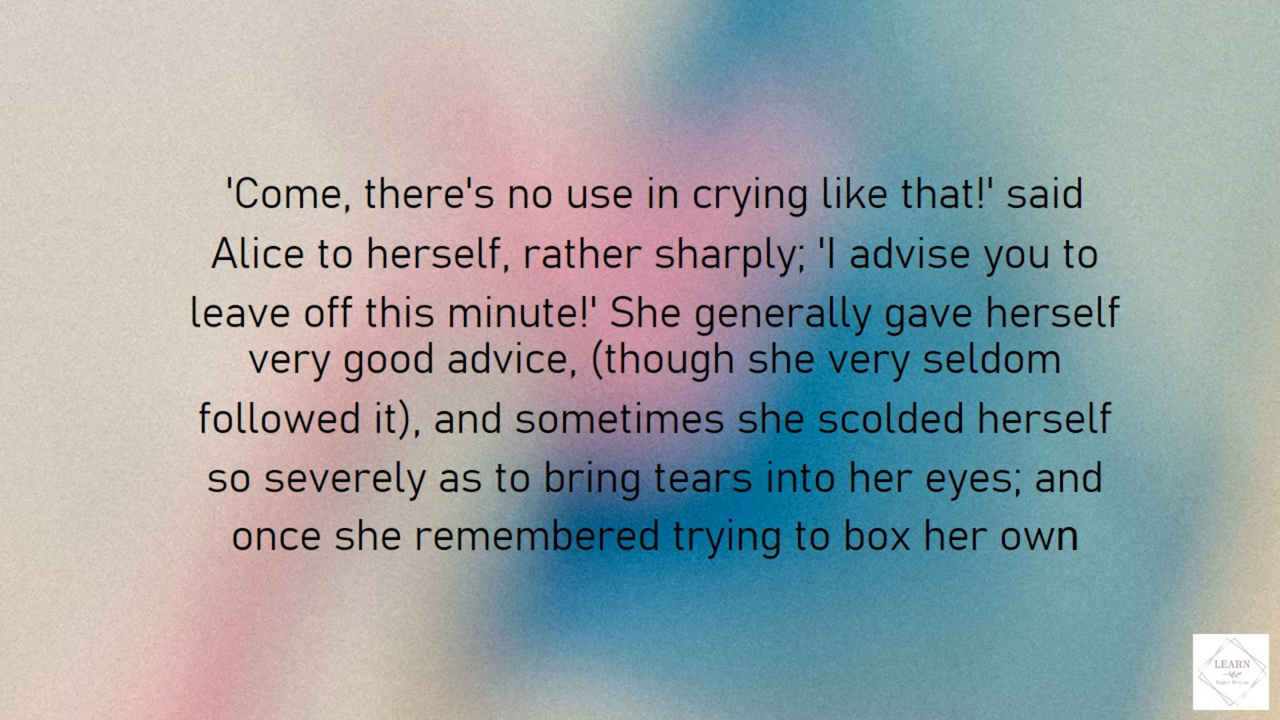 'Come, there's no use in crying like that!' said
Alice to herself, rather sharply; 'I advise you to
leave off this minute!' She generally gave herself
very good advice, (though she very seldom
followed it), and sometimes she scolded herself
so severely as to bring tears into her eyes; and
once she remembered trying to box her own
LEARN